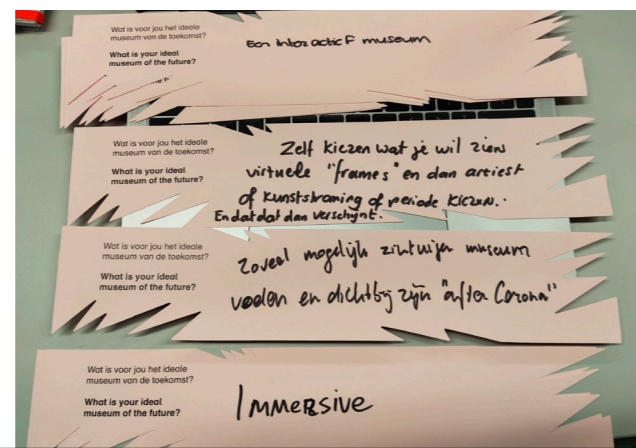 Wat is voor jou het ideale
museum van de toekomst?
What is your ideal
museum of the future?
Een interactief museum
Wat is voor jou het ideale
museum van de toekomst?
What is your ideal
museum of the future?
Zelf kiezen wat je wil zien
virtuele "frames" en dan artiest
of kunststroming of periode kiezen..
En dat dat dan verschijnt.
Wat is voor jou het ideale
museum van de toekomst?
What is your ideal
museum of the future?
Zoveel mogelijk zintuigen museum
voelen en dichtbij zijn "after Corona"
Wat is voor jou het ideale
museum van de toekomst?
What is your ideal
museum of the future?
Immersive